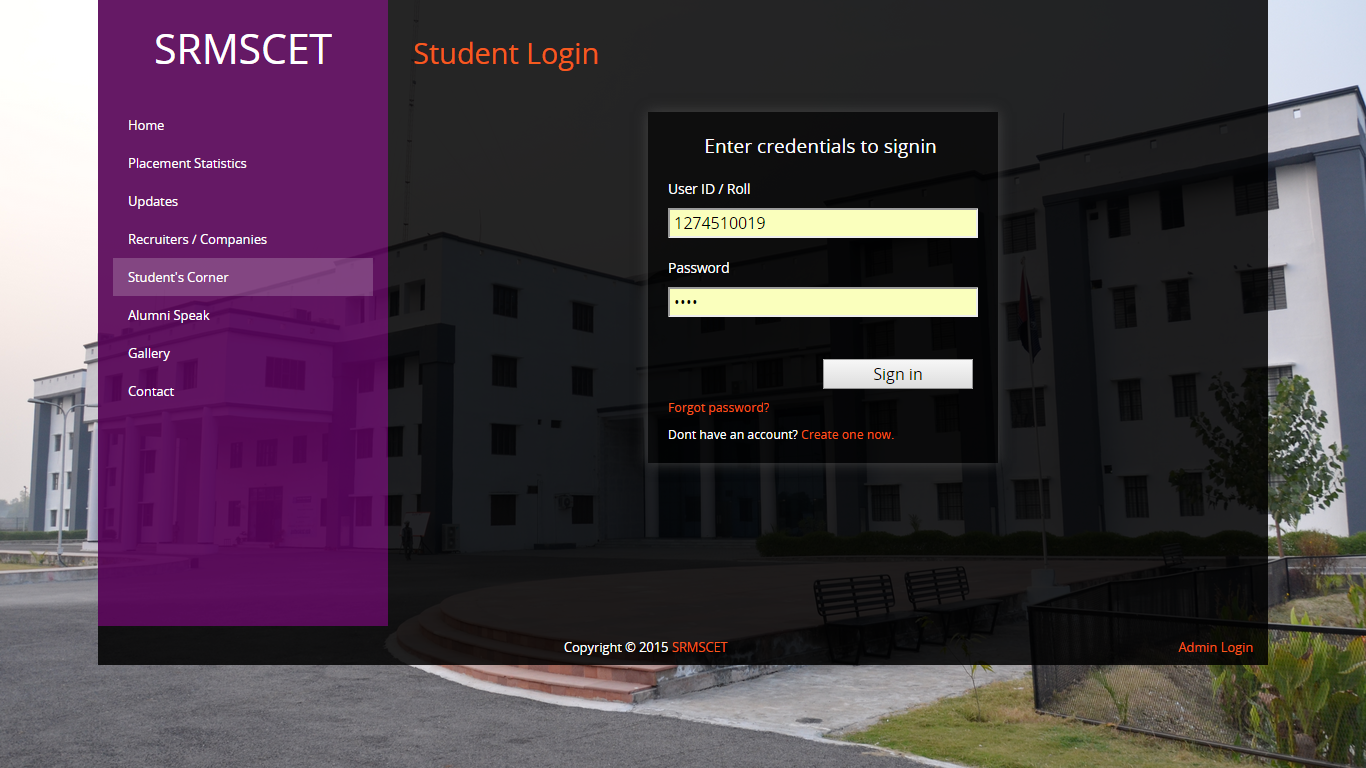 SRMSCET
Home
Placement Statistics
Updates
Recruiters / Companies
Student's Corner
Alumni Speak
Gallery
Contact
Student Login
Enter credentials to signin
User ID / Roll
1274510019
Password
••••
Sign in
Forgot password?
Dont have an account? Create one now.
Copyright © 2015 SRMSCET
Admin Login